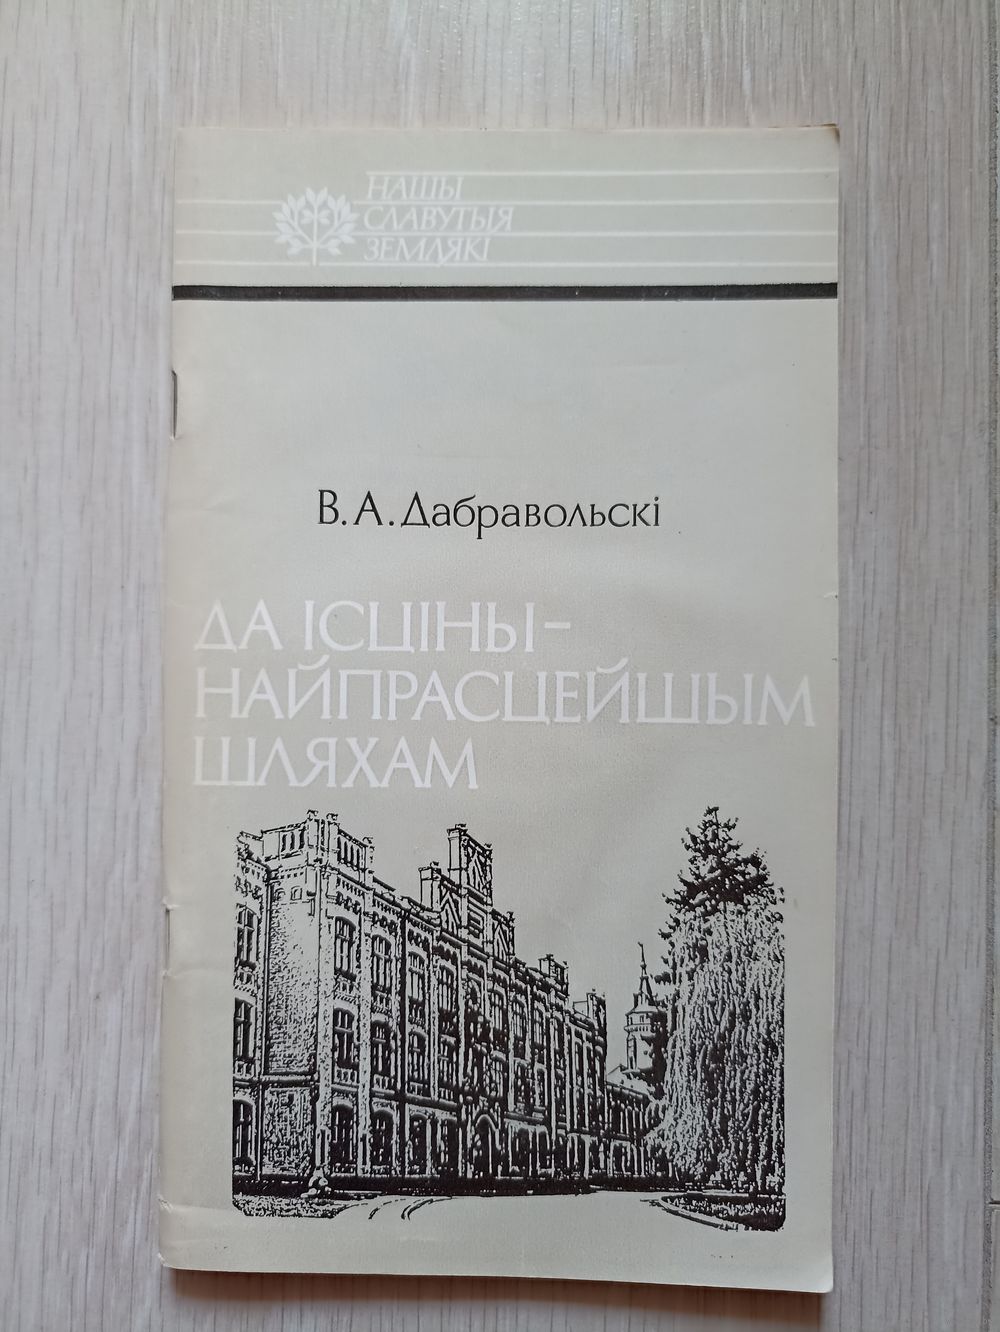 НАШЫ
СЛАВУТЫЯ
ЗЕМЛЯКІ
В. А. Дабравольскі
ДА ІСЦІНЫ –
НАЙПРАСЦЕЙШЫМ
ШЛЯХАМ